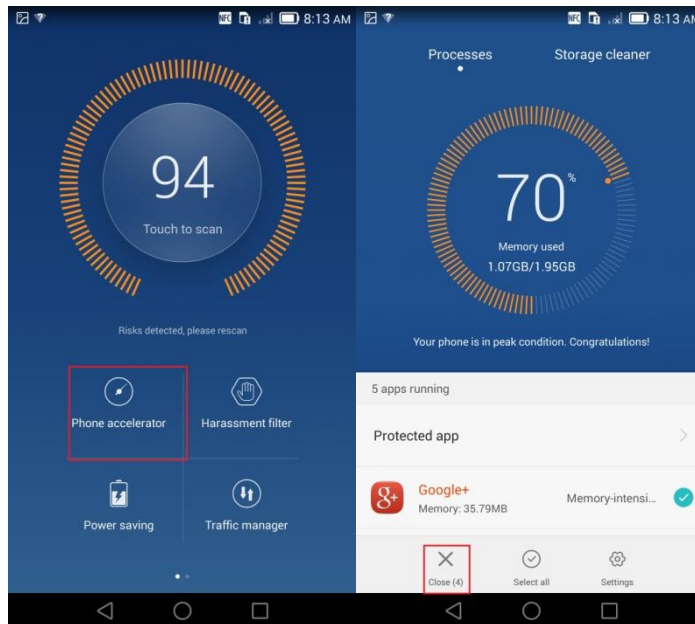 NFC 8:13 AM
94
Touch to scan
Risks detected, please rescan
Phone accelerator
Harassment filter
Power saving
Traffic manager
NFC 8:13 AM
Processes
Storage cleaner
70%
Memory used
1.07GB/1.95GB
Your phone is in peak condition. Congratulations!
5 apps running
Protected app
g+
Google+
Memory: 35.79MB
Memory-intensi...
Close (4)
Select all
Settings